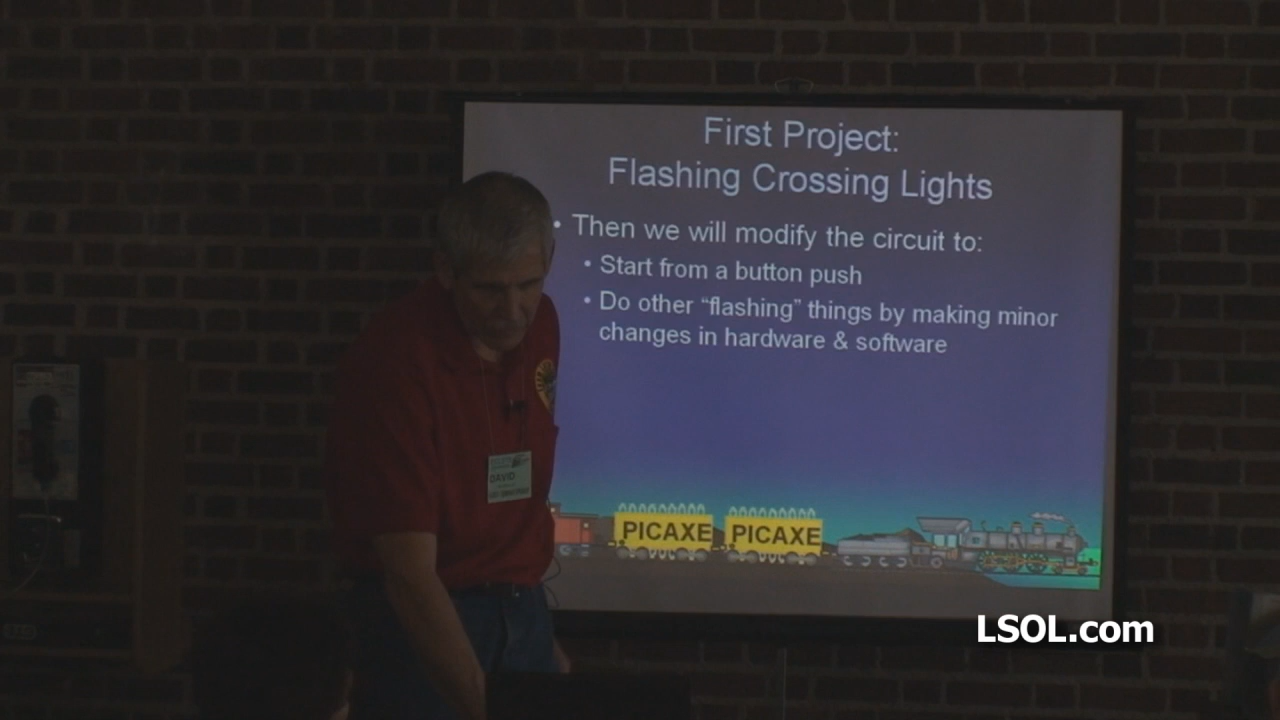 First Project:
Flashing Crossing Lights
• Then we will modify the circuit to:
• Start from a button push
• Do other “flashing” things by making minor
changes in hardware & software
DAVID
PICAXE PICAXE
LSOL.com